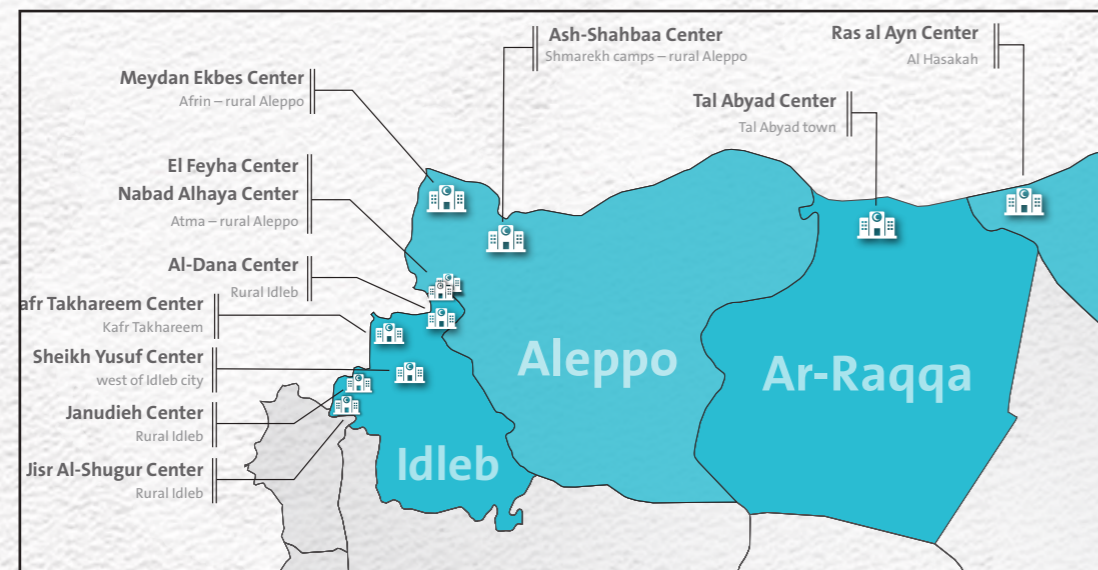 Ash-Shahbaa Center
Shmarekh camps – rural Aleppo
Ras al Ayn Center
Al Hasakah
Meydan Ekbes Center
Afrin – rural Aleppo
Tal Abyad Center
Tal Abyad town
El Feyha Center
Nabad Alhaya Center
Atma – rural Aleppo
Al-Dana Center
Rural Idleb
afr Takhareem Center
Kafr Takhareem
Sheikh Yusuf Center
west of Idleb city
Janudieh Center
Rural Idleb
Jisr Al-Shugur Center
Rural Idleb
Aleppo
Ar-Raqqa
Idleb